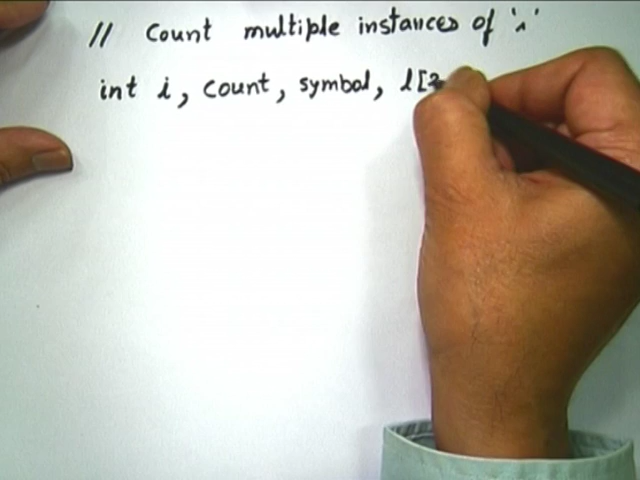 // Count multiple instances of
int i, count, symbol, l[